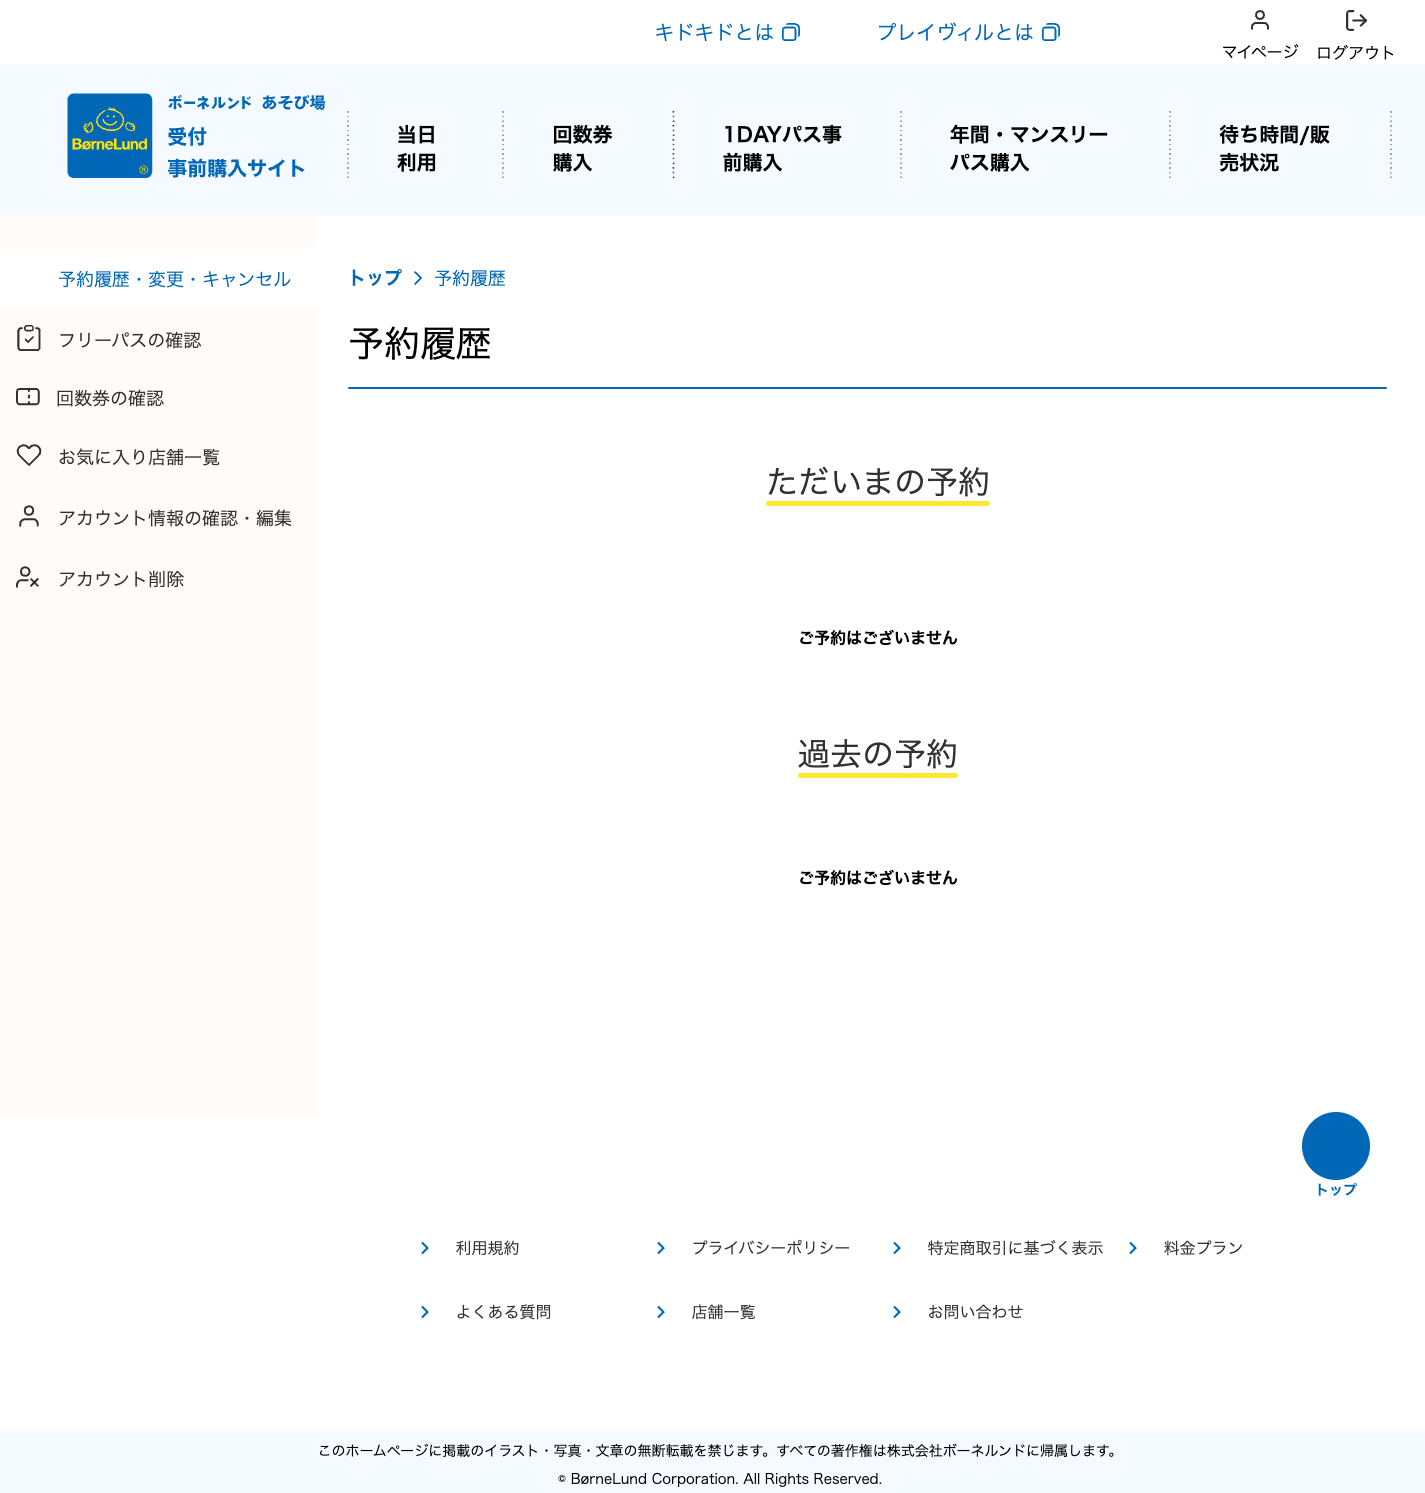 キドキドとは
プレイヴィルとは
マイページ
ログアウト
BørneLund
®
ボーネルンド あそび場
受付
事前購入サイト
当日
利用
回数券
購入
1DAYパス事
前購入
年間・マンスリー
パス購入
待ち時間/販
売状況
予約履歴・変更・キャンセル
フリーパスの確認
回数券の確認
お気に入り店舗一覧
アカウント情報の確認・編集
アカウント削除
トップ 予約履歴
予約履歴
ただいまの予約
ご予約はございません
過去の予約
ご予約はございません
トップ
利用規約
プライバシーポリシー
特定商取引に基づく表示
料金プラン
よくある質問
店舗一覧
お問い合わせ
このホームページに掲載のイラスト・写真・文章の無断転載を禁じます。すべての著作権は株式会社ボーネルンドに帰属します。
© BørneLund Corporation. All Rights Reserved.